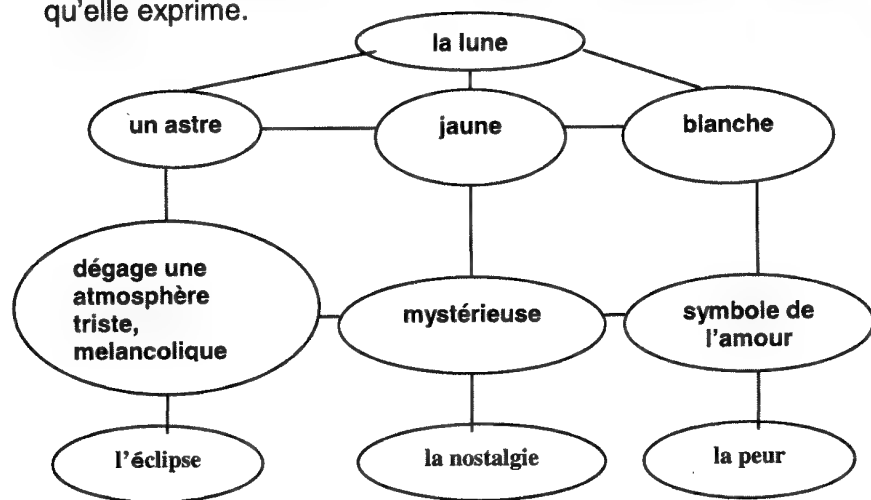 qu'elle exprime.
la lune
un astre
jaune
blanche
dégage une
atmosphère
triste,
melancolique
mystérieuse
symbole de
l'amour
l'éclipse
la nostalgie
la peur